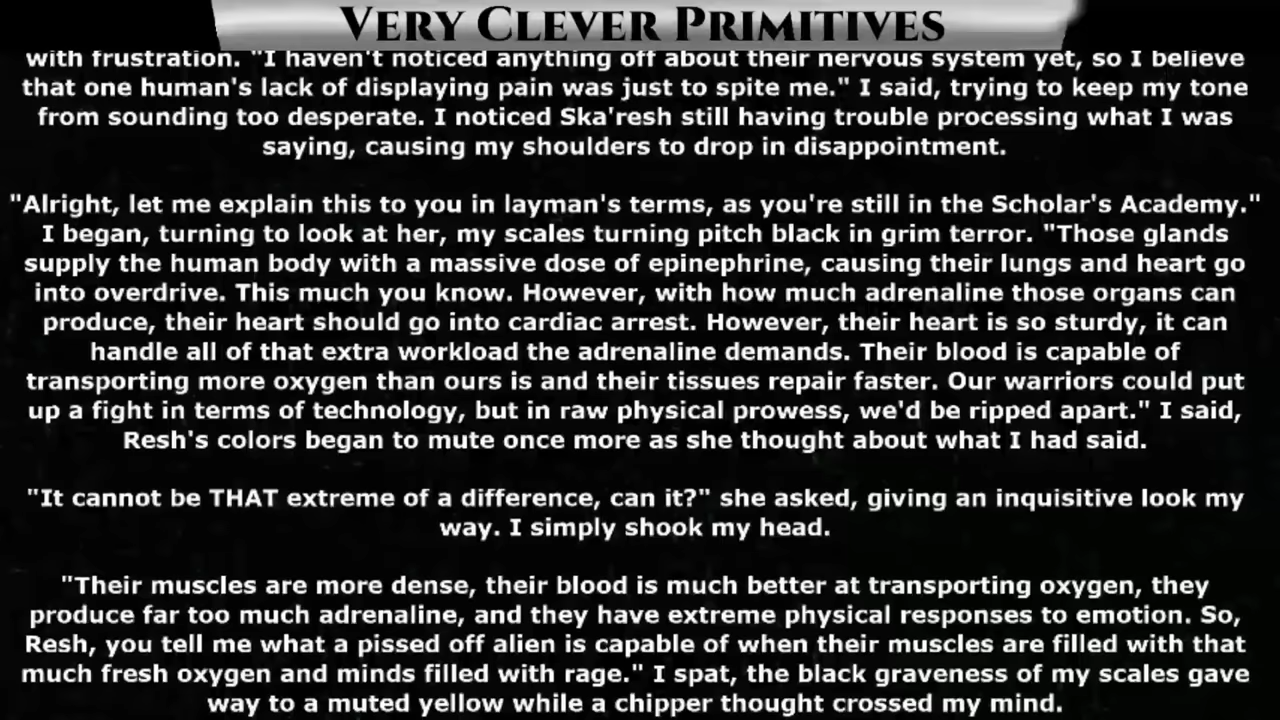 VERY CLEVER PRIMITIVES
with frustration. "I haven't noticed anything off about their nervous system yet, so I believe
that one human's lack of displaying pain was just to spite me." I said, trying to keep my tone
from sounding too desperate. I noticed Ska'resh still having trouble processing what I was
saying, causing my shoulders to drop in disappointment.
"Alright, let me explain this to you in layman's terms, as you're still in the Scholar's Academy."
I began, turning to look at her, my scales turning pitch black in grim terror. "Those glands
supply the human body with a massive dose of epinephrine, causing their lungs and heart go
into overdrive. This much you know. However, with how much adrenaline those organs can
produce, their heart should go into cardiac arrest. However, their heart is so sturdy, it can
handle all of that extra workload the adrenaline demands. Their blood is capable of
transporting more oxygen than ours is and their tissues repair faster. Our warriors could put
up a fight in terms of technology, but in raw physical prowess, we'd be ripped apart." I said,
Resh's colors began to mute once more as she thought about what I had said.
"It cannot be THAT extreme of a difference, can it?" she asked, giving an inquisitive look my
way. I simply shook my head.
"Their muscles are more dense, their blood is much better at transporting oxygen, they
produce far too much adrenaline, and they have extreme physical responses to emotion. So,
Resh, you tell me what a pissed off alien is capable of when their muscles are filled with that
much fresh oxygen and minds filled with rage." I spat, the black graveness of my scales gave
way to a muted yellow while a chipper thought crossed my mind.